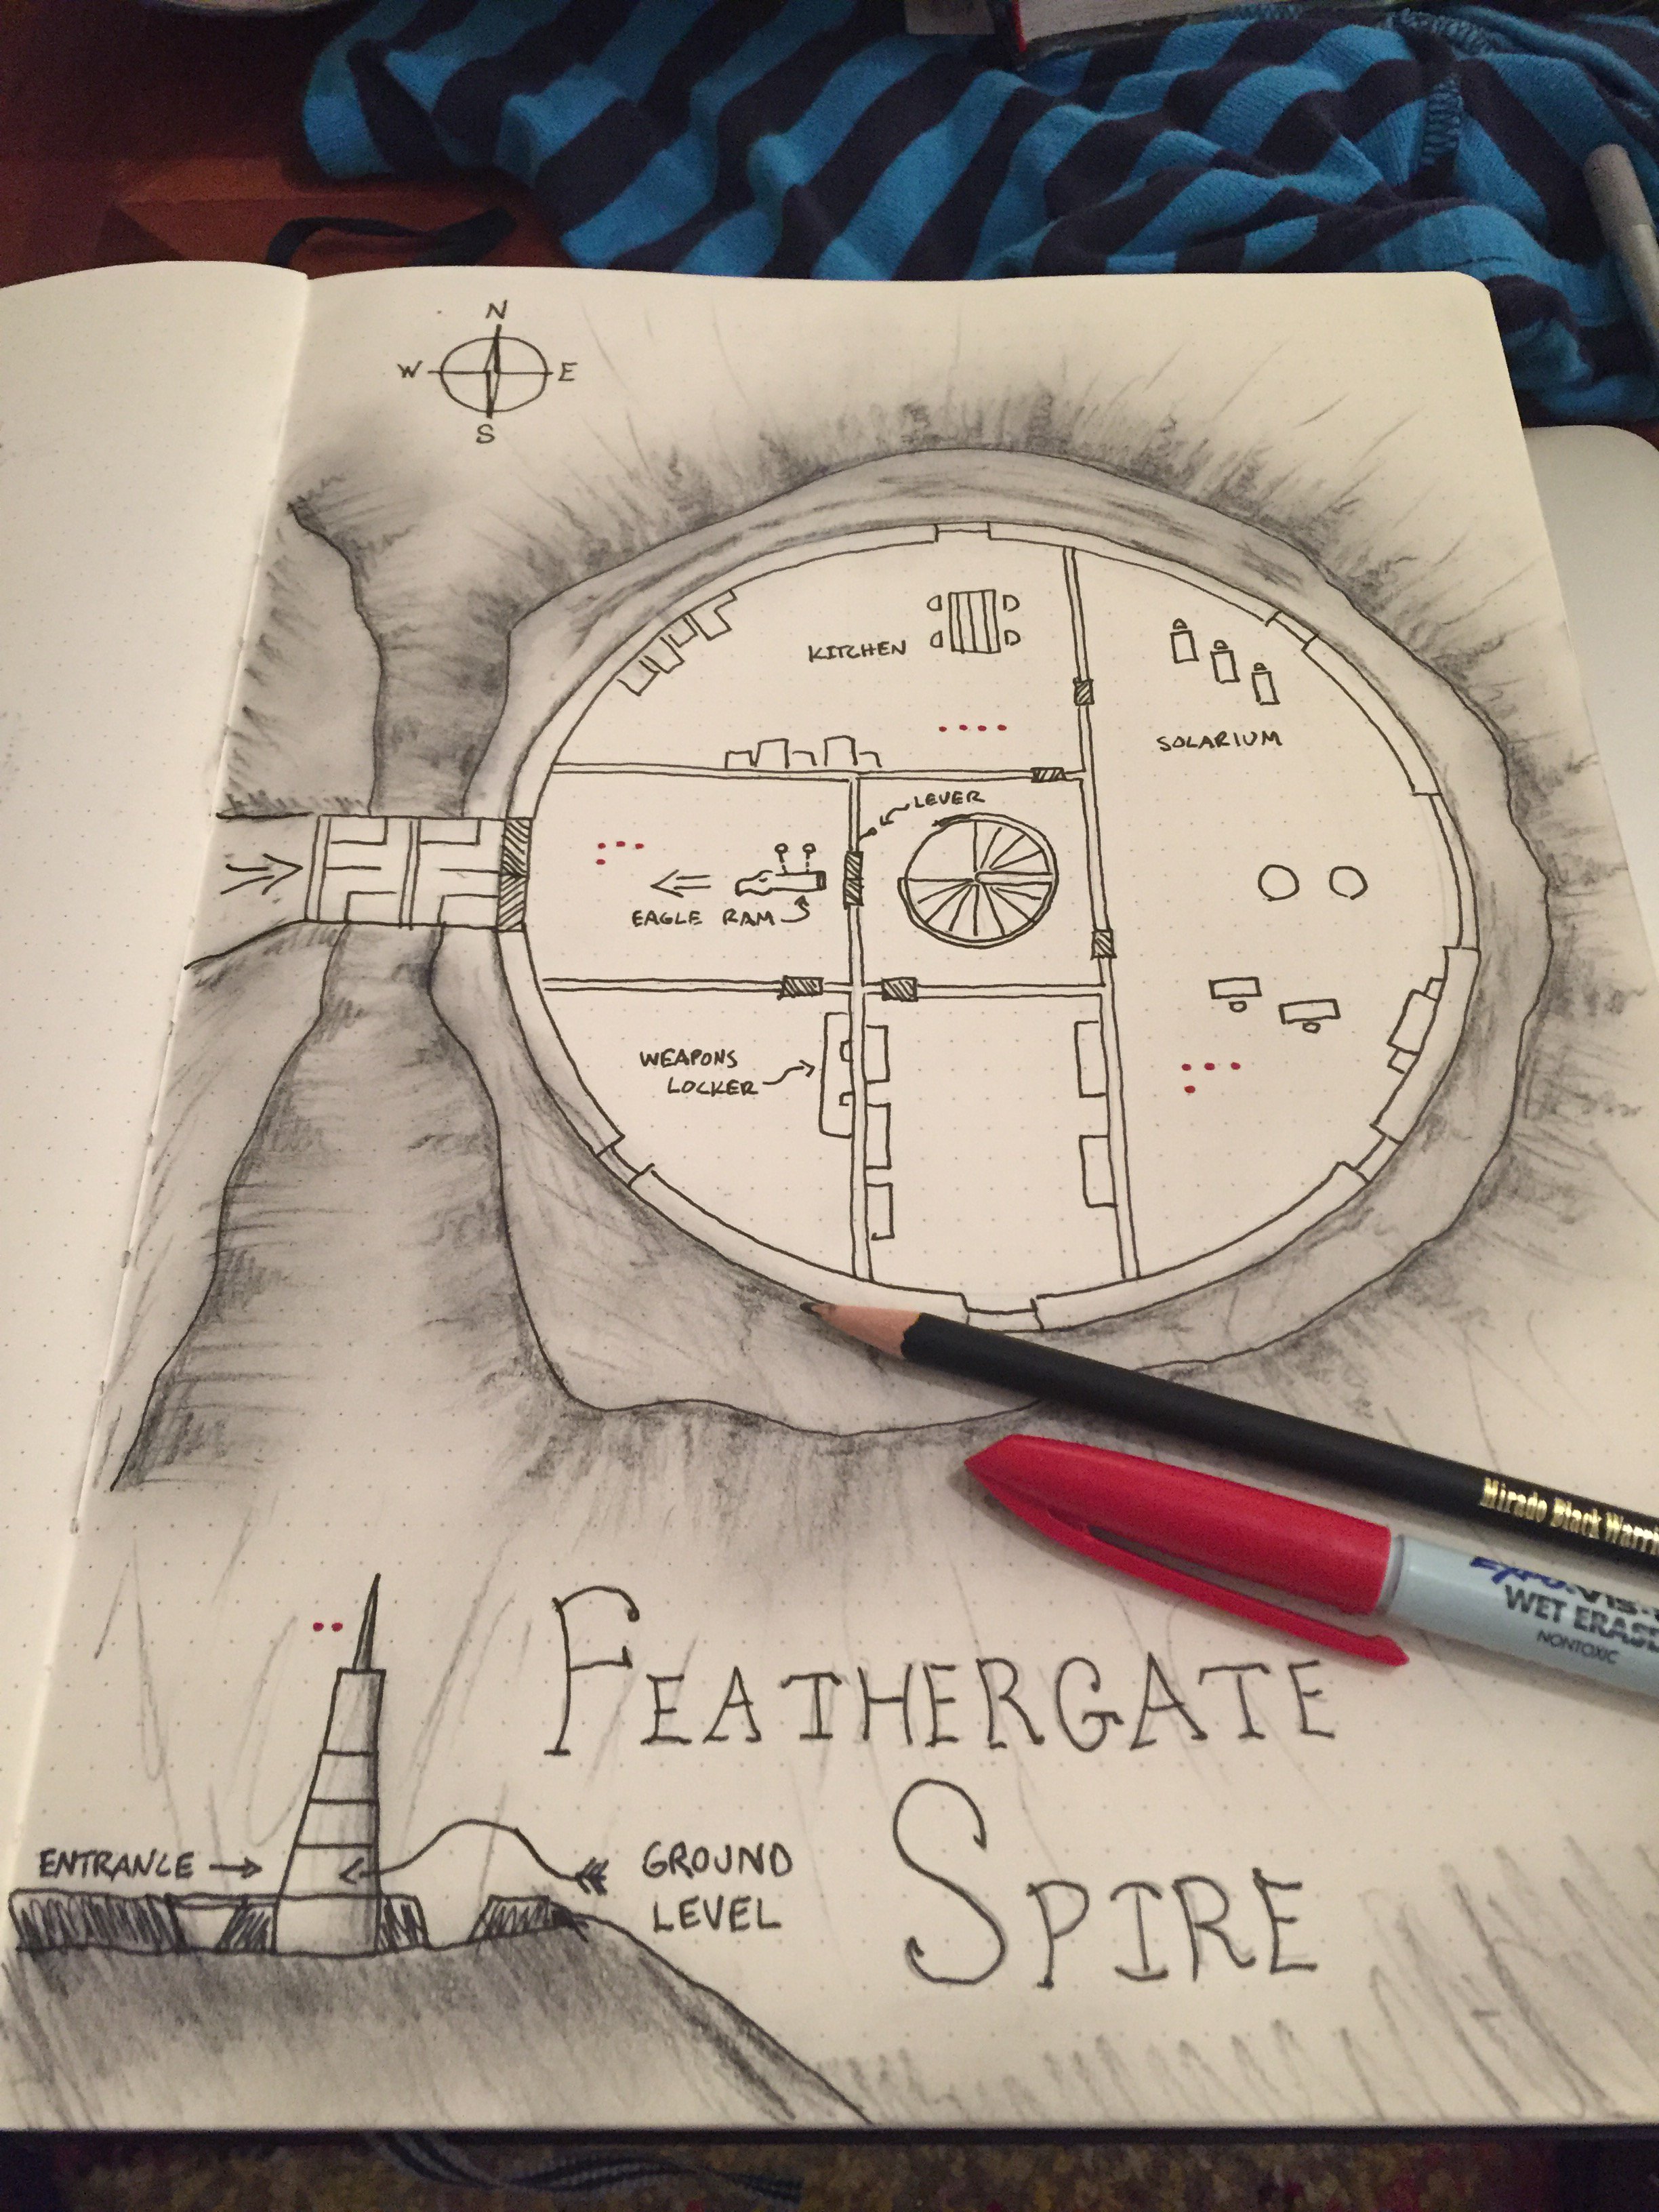 N
W E
S
KITCHEN
SOLARIUM
LEVER
EAGLE RAM
WEAPONS
LOCKER
Mirado Black Warri
EXPO VIS-
WET ERASE
NONTOXIC
FEATHERGATE
SPIRE
ENTRANCE
GROUND
LEVEL